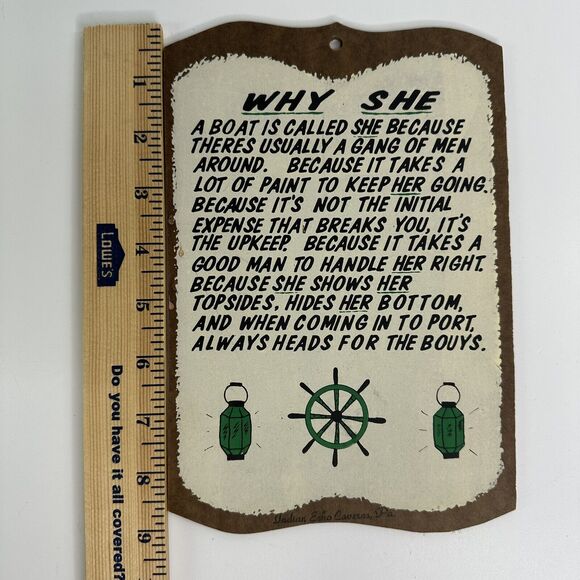 WHY SHE
A BOAT IS CALLED SHE BECAUSE
THERES USUALLY A GANG OF MEN
AROUND. BECAUSE IT TAKES A
LOT OF PAINT TO KEEP HER GOING.
BECAUSE IT'S NOT THE INITIAL
EXPENSE THAT BREAKS YOU, IT'S
THE UPKEEP BECAUSE IT TAKES A
GOOD MAN TO HANDLE HER RIGHT.
BECAUSE SHE SHOWS HER
TOPSIDES, HIDES HER BOTTOM,
AND WHEN COMING IN TO PORT,
ALWAYS HEADS FOR THE BOUYS.
Indian Echo Caverns, Pa.
1
2
3
4
5
6
7
8
9
LOWE'S
Do you have it all covered?